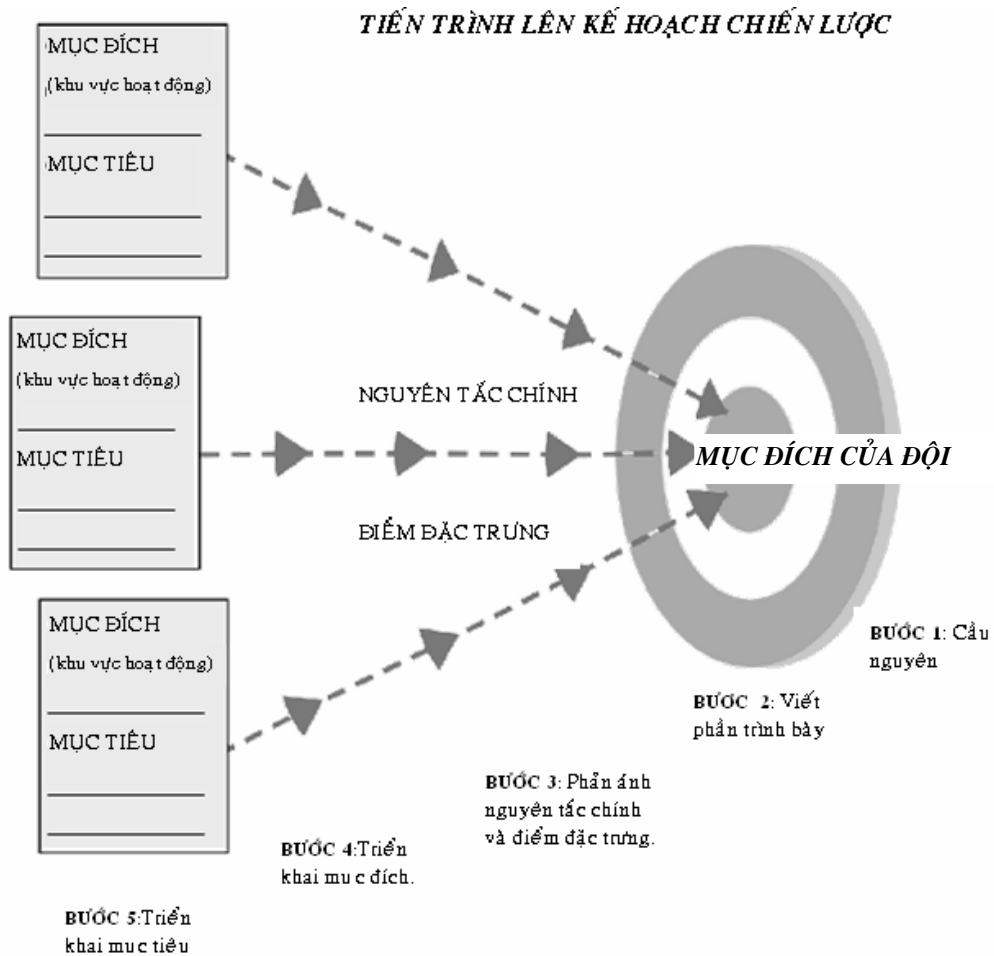 TIẾN TRÌNH LÊN KẾ HOẠCH CHIẾN LƯỢC
MỤC ĐÍCH
(khu vực hoạt động)
MỤC TIÊU
MỤC ĐÍCH
(khu vực hoạt động)
MỤC TIÊU
NGUYÊN TẮC CHÍNH
MỤC ĐÍCH CỦA ĐỘI
ĐIỂM ĐẶC TRƯNG
MỤC ĐÍCH
(khu vực hoạt động)
MỤC TIÊU
BƯỚC 1: Cầu
nguyên
BƯỚC 2: Viết
phần trình bày
BƯỚC 3: Phản ánh
nguyên tắc chính
và điểm đặc trưng.
BƯỚC 4:Triển
khai mục đích.
BƯỚC 5:Triển
khai mục tiêu